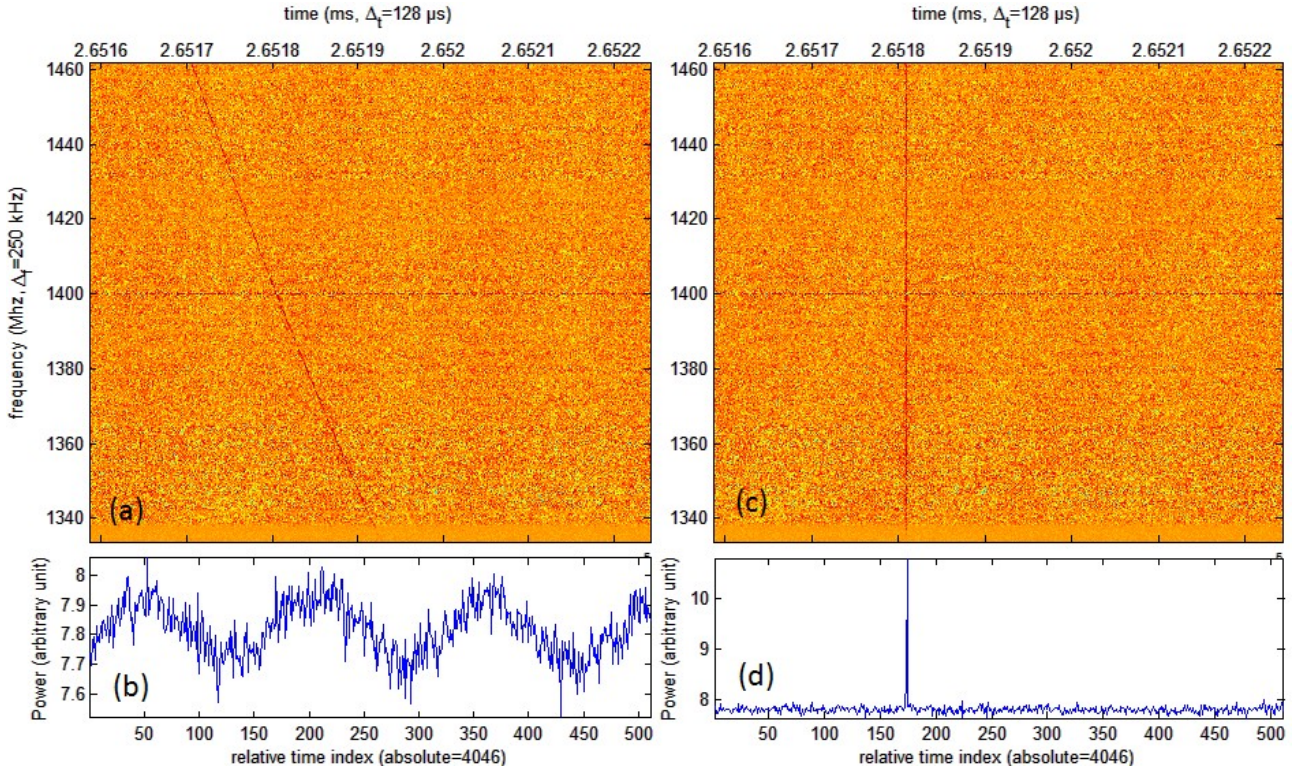 time (ms, Δt=128 µs)
2.6516 2.6517 2.6518 2.6519 2.652 2.6521 2.6522
1460
1440
1420
1400
1380
1360
1340
frequency (Mhz, Δf=250 kHz)
(a)
8
7.9
7.8
7.7
7.6
Power (arbitrary unit)
(b)
5
50 100 150 200 250 300 350 400 450 500
relative time index (absolute=4046)
time (ms, Δt=128 µs)
2.6516 2.6517 2.6518 2.6519 2.652 2.6521 2.6522
1460
1440
1420
1400
1380
1360
1340
(c)
10
9
8
Power (arbitrary unit)
(d)
5
50 100 150 200 250 300 350 400 450 500
relative time index (absolute=4046)